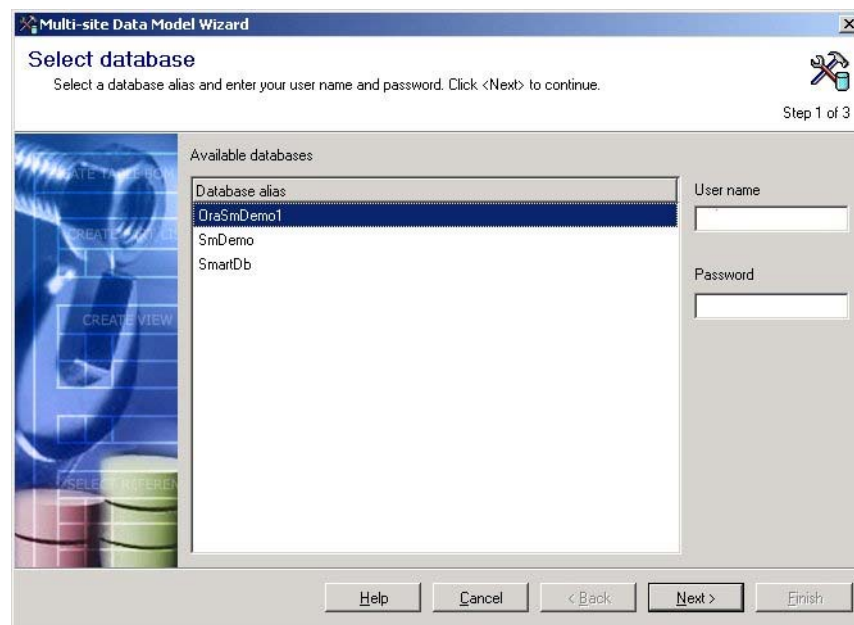 Multi-site Data Model Wizard
Select database
Select a database alias and enter your user name and password. Click <Next> to continue.
Step 1 of 3
Available databases
Database alias
OraSmDemo1
SmDemo
SmartDb
User name
Password
CREATE VIEW
Help
Cancel
< Back
Next >
Finish